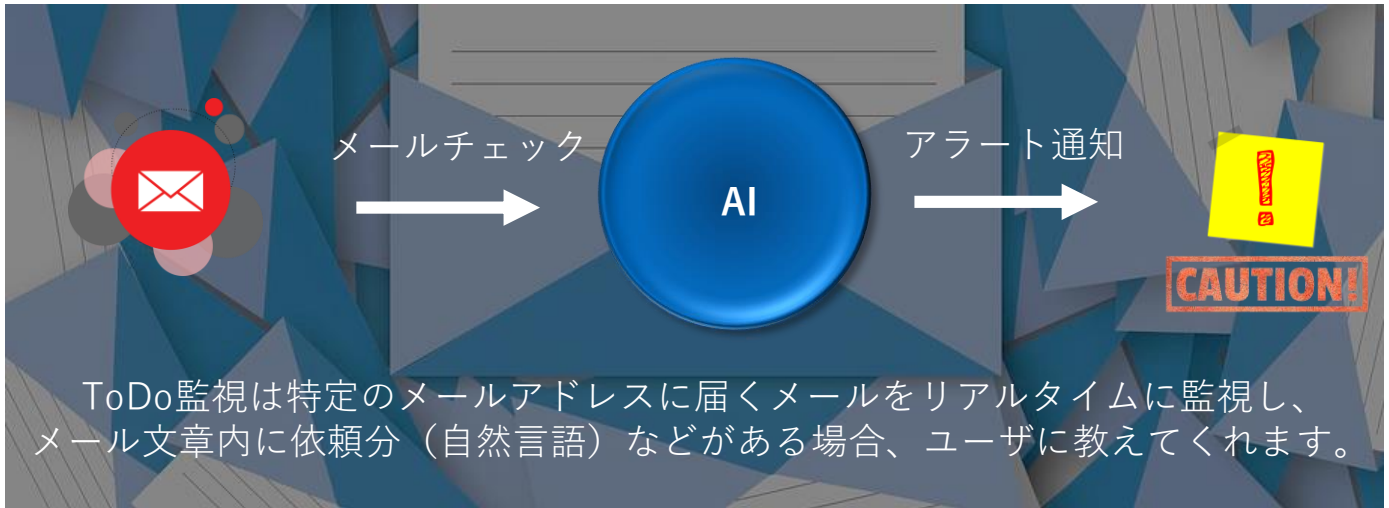 メールチェック
AI
アラート通知
!
CAUTION!
ToDo監視は特定のメールアドレスに届くメールをリアルタイムに監視し、
メール文章内に依頼分（自然言語）などがある場合、ユーザに教えてくれます。